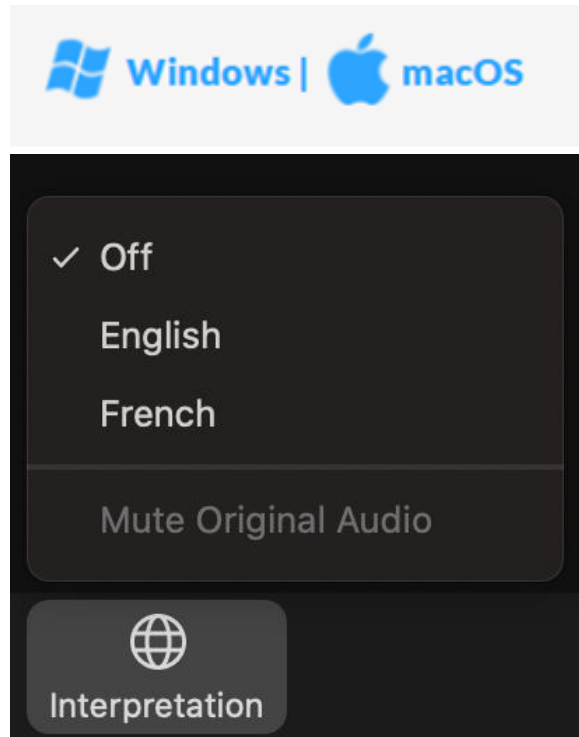 Windows | macOS
Off
English
French
Mute Original Audio
Interpretation